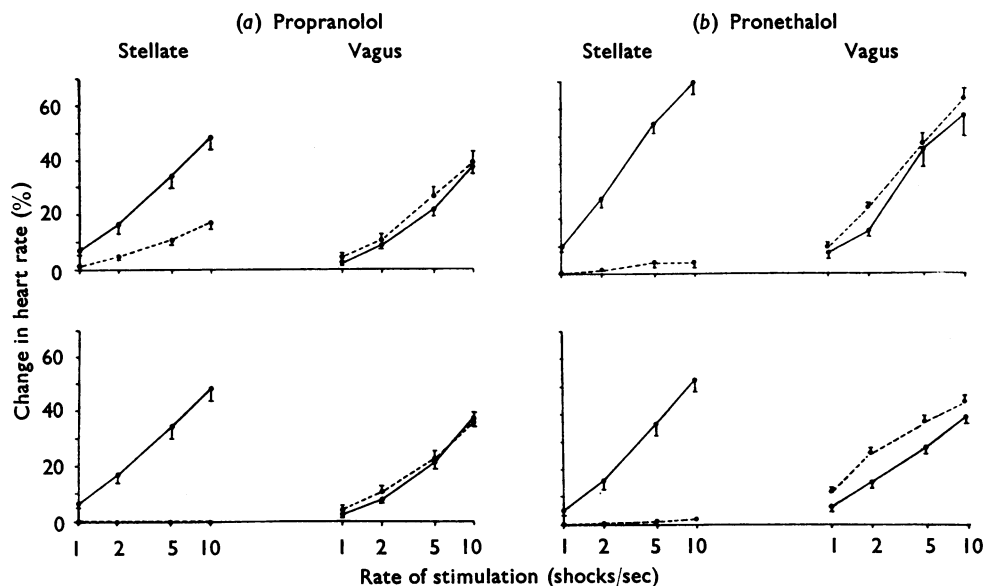 (a) Propranolol (b) Pronethalol
Stellate Vagus Stellate Vagus
Change in heart rate (%)
60
40
20
0
60
40
20
0
1 2 5 10 1 2 5 10 1 2 5 10 1 2 5 10
Rate of stimulation (shocks/sec)